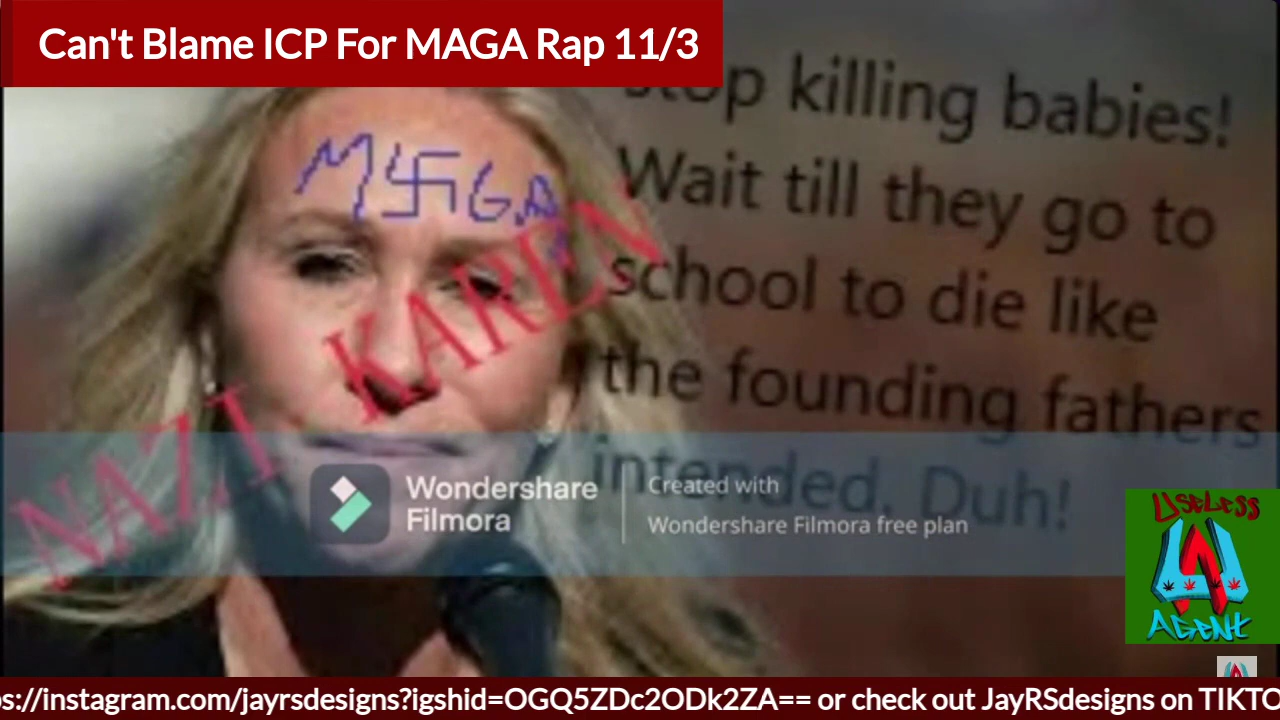 Can't Blame ICP For MAGA Rap 11/3
Stop killing babies!
Wait till they go to
school to die like
the founding fathers
intended. Duh!
M卐G.A
NAZI KAREN
Wondershare
Filmora
Created with
Wondershare Filmora free plan
USELESS
AGENT
ps://instagram.com/jayrsdesigns?igshid=OGQ5ZDc2ODk2ZA== or check out JayRSdesigns on TIKTO